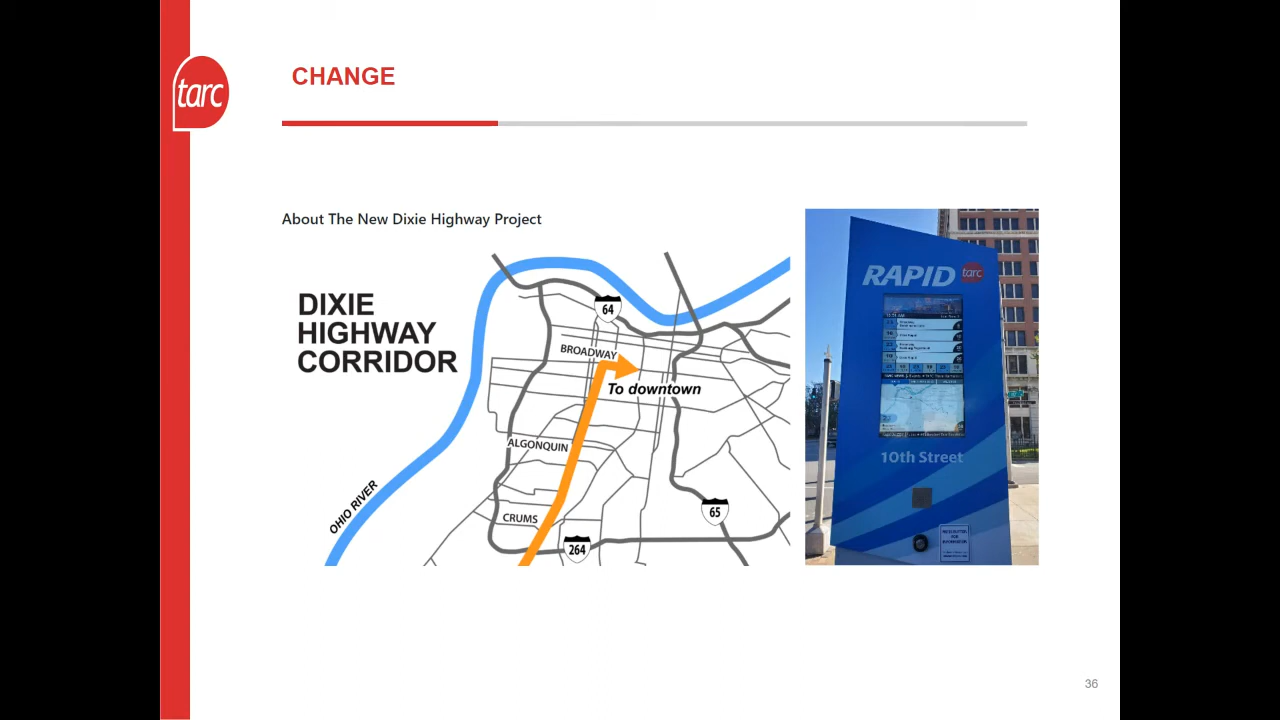 tarc
CHANGE
About The New Dixie Highway Project
DIXIE
HIGHWAY
CORRIDOR
64
BROADWAY
To downtown
ALGONQUIN
OHIO RIVER
CRUMS
65
264
RAPID tarc
10th Street
36